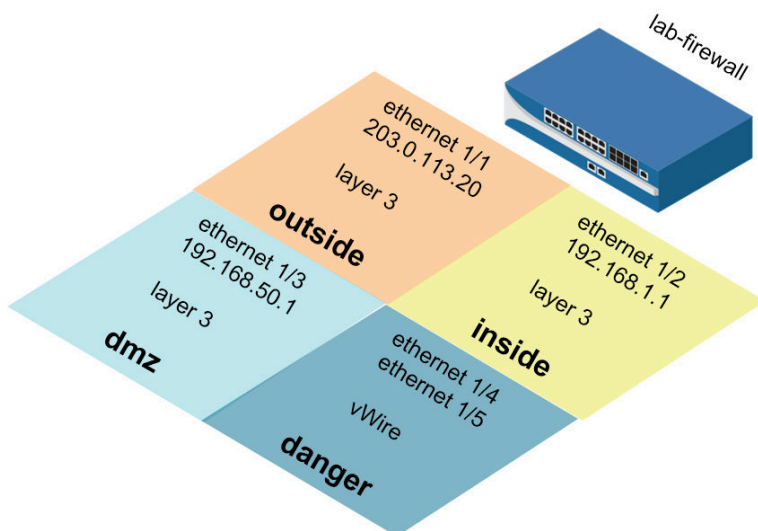 lab-firewall
ethernet 1/1
203.0.113.20
layer 3
outside
ethernet 1/3
192.168.50.1
layer 3
dmz
ethernet 1/2
192.168.1.1
layer 3
inside
ethernet 1/4
ethernet 1/5
vWire
danger